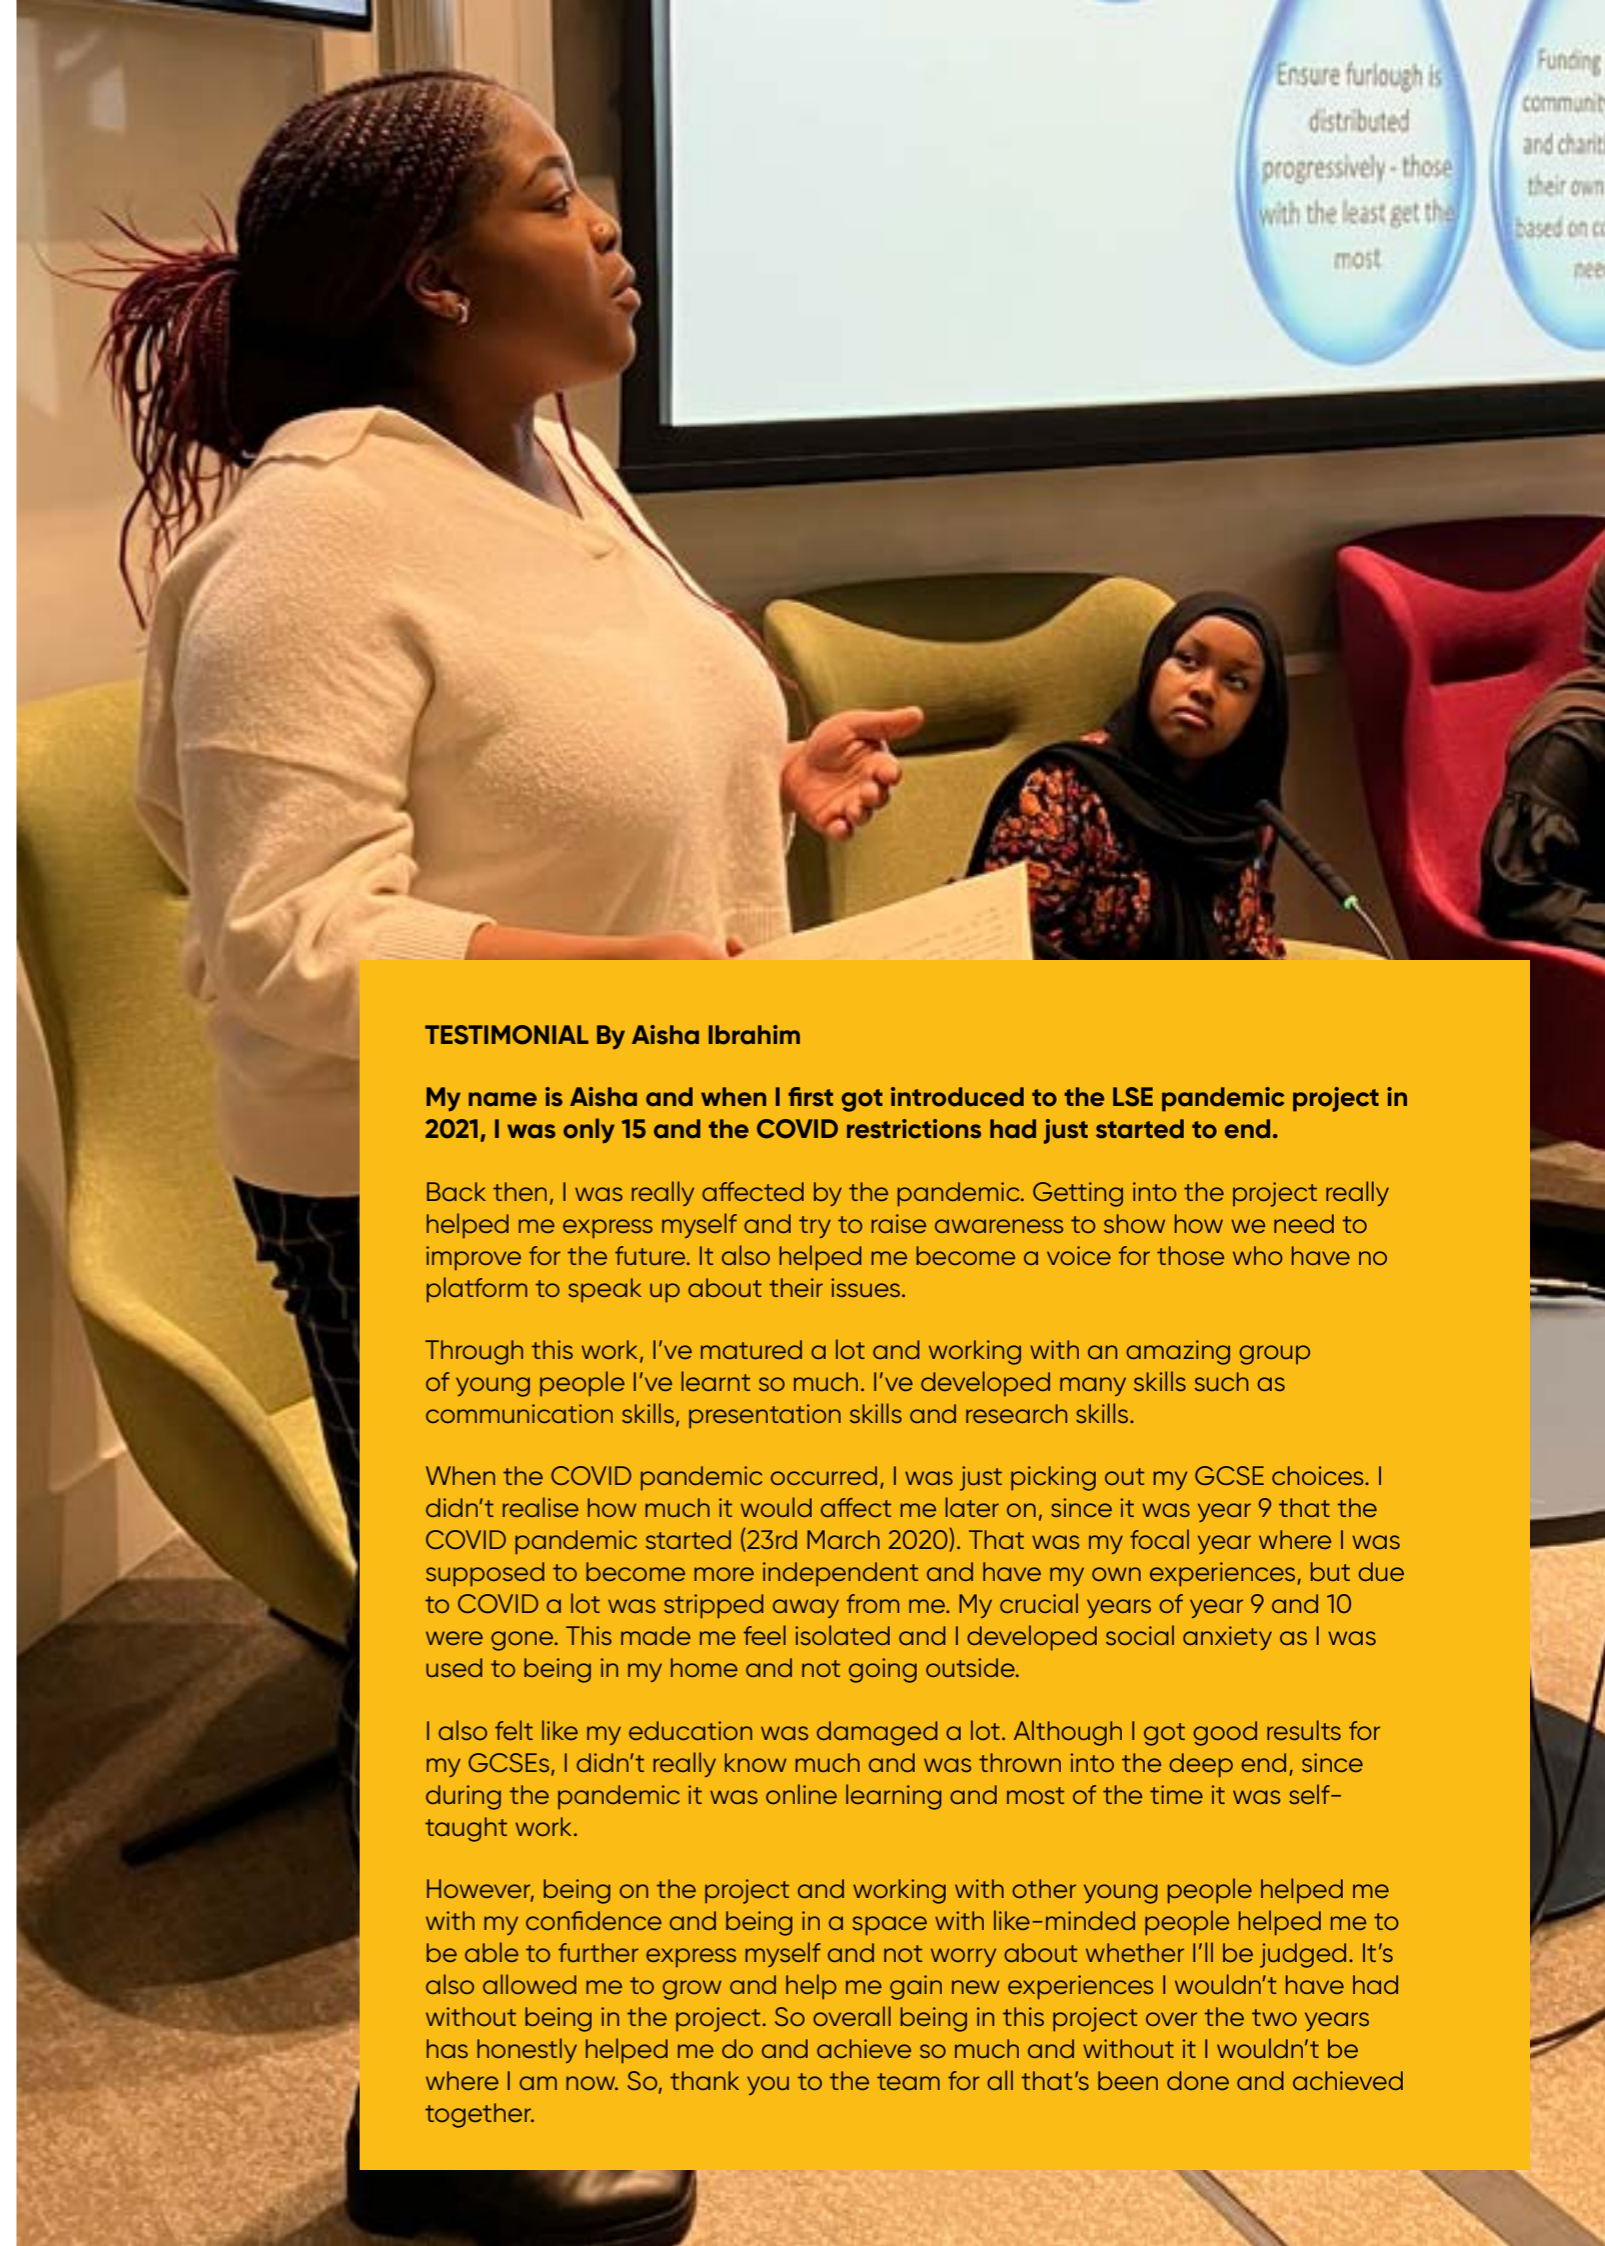 Ensure furlough is
distributed
progressively - those
with the least get the
most
Funding
and
their own
based on
TESTIMONIAL By Aisha Ibrahim
My name is Aisha and when I first got introduced to the LSE pandemic project in
2021, I was only 15 and the COVID restrictions had just started to end.
Back then, I was really affected by the pandemic. Getting into the project really
helped me express myself and try to raise awareness to show how we need to
improve for the future. It also helped me become a voice for those who have no
platform to speak up about their issues.
Through this work, I’ve matured a lot and working with an amazing group
of young people I’ve learnt so much. I’ve developed many skills such as
communication skills, presentation skills and research skills.
When the COVID pandemic occurred, I was just picking out my GCSE choices. I
didn’t realise how much it would affect me later on, since it was year 9 that the
COVID pandemic started (23rd March 2020). That was my focal year where I was
supposed to become more independent and have my own experiences, but due
to COVID a lot was stripped away from me. My crucial years of year 9 and 10
were gone. This made me feel isolated and I developed social anxiety as I was
used to being in my home and not going outside.
I also felt like my education was damaged a lot. Although I got good results for
my GCSEs, I didn’t really know much and was thrown into the deep end, since
during the pandemic it was online learning and most of the time it was self-
taught work.
However, being on the project and working with other young people helped me
with my confidence and being in a space with like-minded people helped me to
be able to further express myself and not worry about whether I’ll be judged. It’s
also allowed me to grow and help me gain new experiences I wouldn’t have had
without being in the project. So overall being in this project over the two years
has honestly helped me do and achieve so much and without it I wouldn’t be
where I am now. So, thank you to the team for all that’s been done and achieved
together.